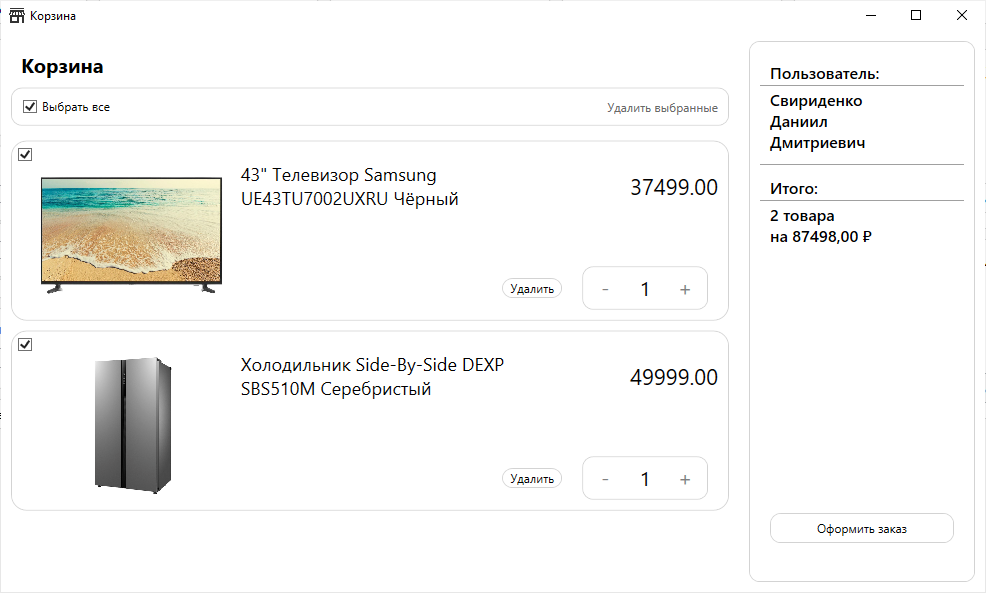 Корзина
Корзина
Выбрать все
Удалить выбранные
43" Телевизор Samsung
UE43TU7002UXRU Чёрный
37499.00
Удалить
- 1 +
Холодильник Side-By-Side DEXP
SBS510M Серебристый
49999.00
Удалить
- 1 +
Пользователь:
Свириденко
Даниил
Дмитриевич
Итого:
2 товара
на 87498,00 ₽
Оформить заказ